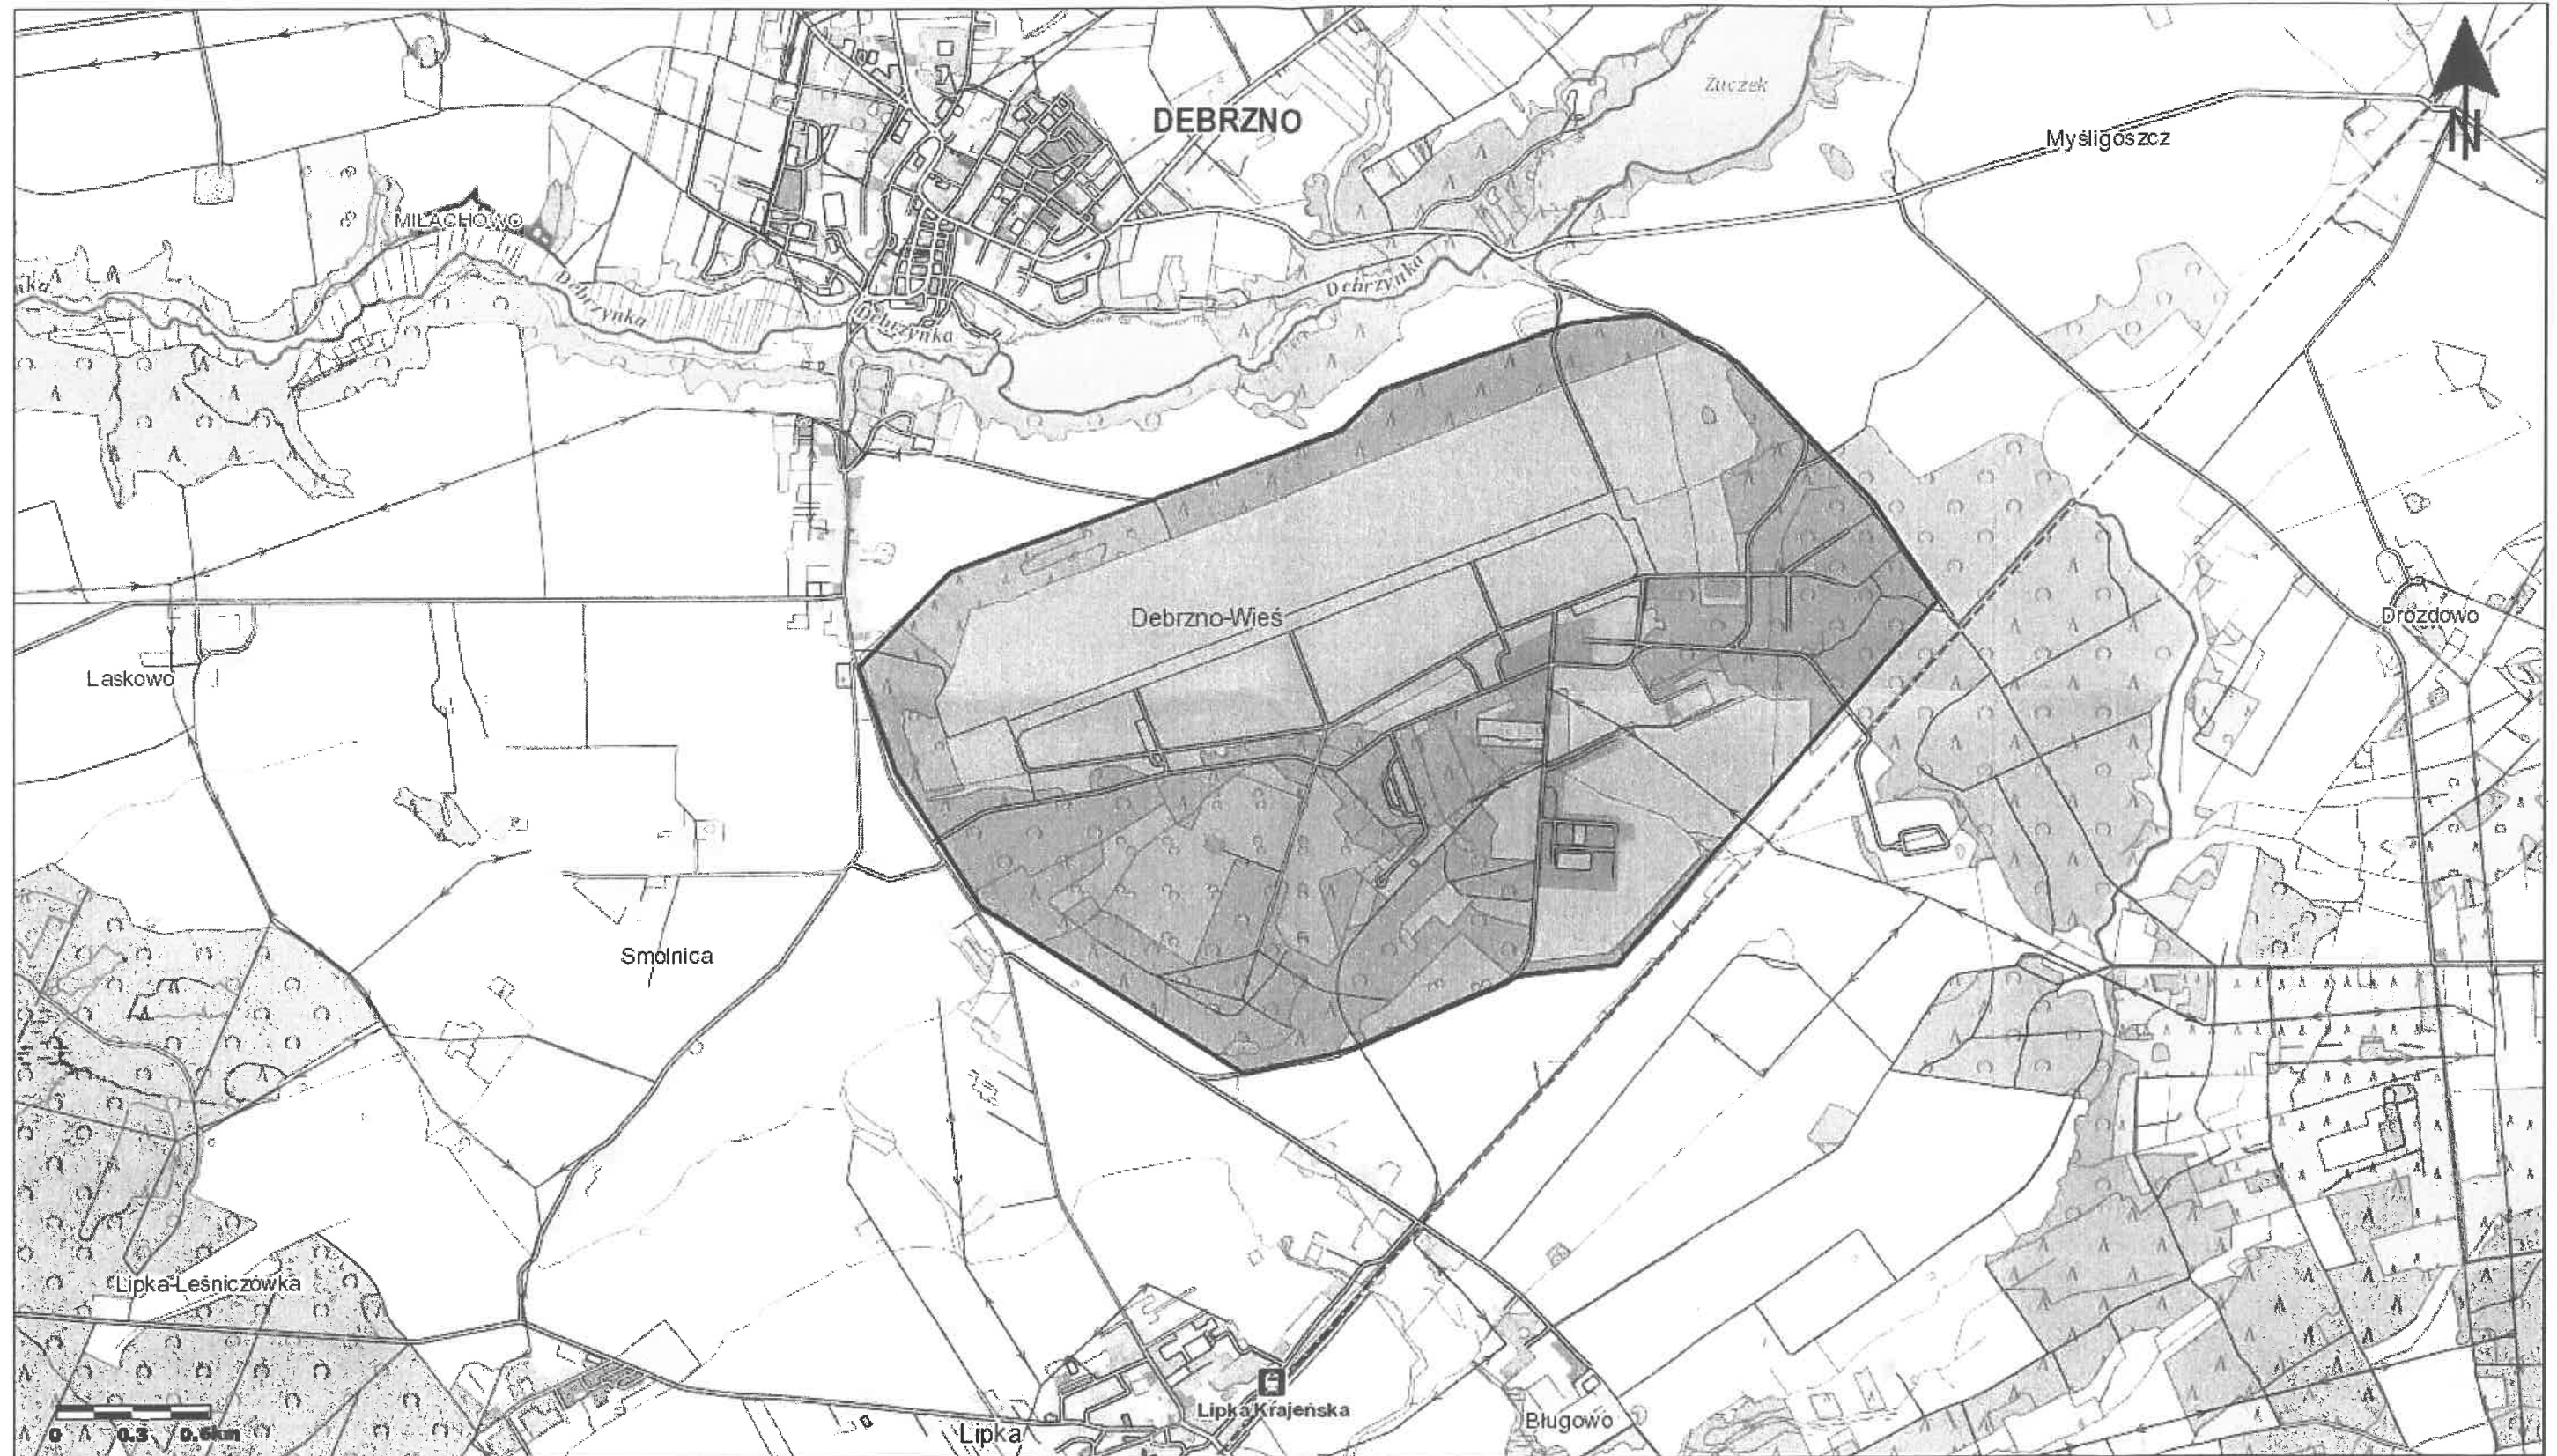 Żuczek
DEBRZNO
Myśligoszcz
N
MIŁACHOWO
Debrzynka
Debrzynka
Debrzynka
Debrzno-Wieś
Drozdowo
Laskowo
Smolnica
Lipka-Leśniczówka
0 0.3 0.6km
Lipka Krajeńska
Lipka
Bługowo